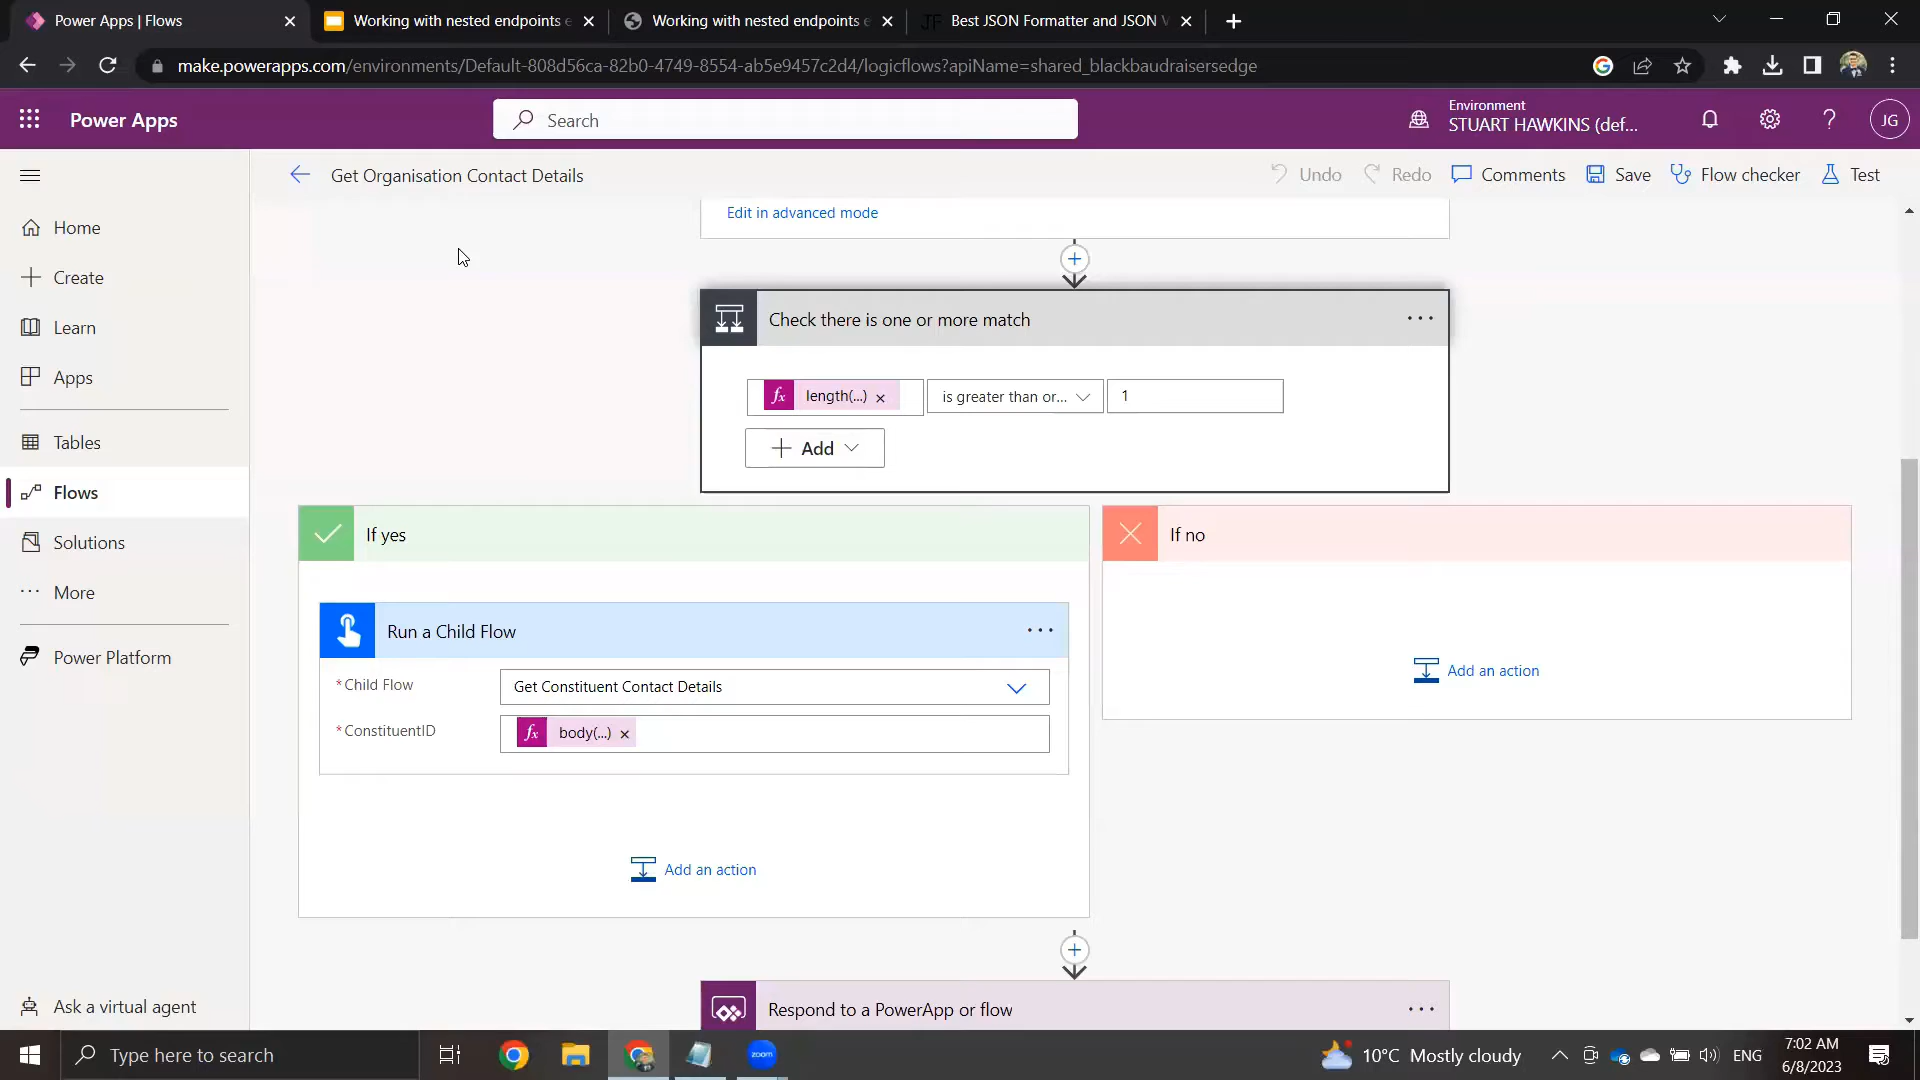 Power Apps | Flows
Working with nested endpoints e
Working with nested endpoints e
JF Best JSON Formatter and JSON V
make.powerapps.com/environments/Default-808d56ca-82b0-4749-8554-ab5e9457c2d4/logicflows?apiName=shared_blackbaudraisersedge
Power Apps
Search
Environment
STUART HAWKINS (def...
JG
Get Organisation Contact Details
Undo
Redo
Comments
Save
Flow checker
Test
Home
Create
Learn
Apps
Tables
Flows
Solutions
More
Power Platform
Ask a virtual agent
Edit in advanced mode
Check there is one or more match
fx length(...) is greater than or... 1
Add
If yes
If no
Run a Child Flow
*Child Flow Get Constituent Contact Details
*ConstituentID fx body(...)
Add an action
Add an action
Respond to a PowerApp or flow
Type here to search
zoom
10°C Mostly cloudy
ENG
7:02 AM
6/8/2023